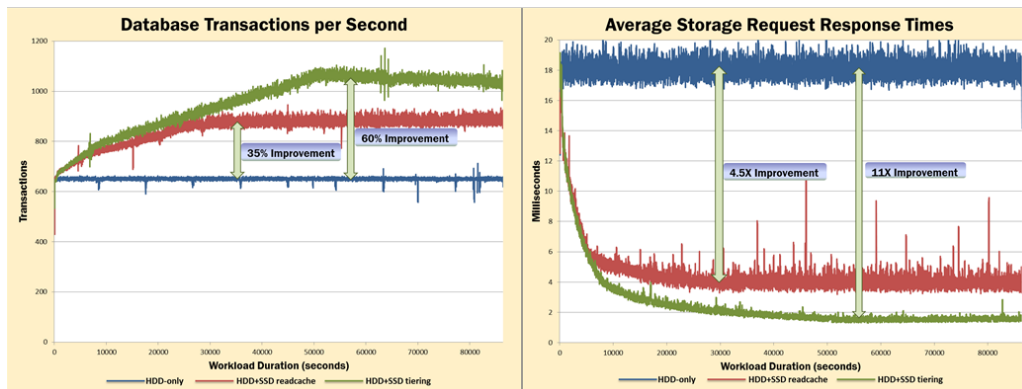 Database Transactions per Second
1200
1000
800
600
400
200
0
Transactions
35% Improvement
60% Improvement
0 10000 20000 30000 40000 50000 60000 70000 80000
Workload Duration (seconds)
HDD-only HDD+SSD readcache HDD+SSD tiering
Average Storage Request Response Times
20
18
16
14
12
10
8
6
4
2
0
Milliseconds
4.5X Improvement
11X Improvement
0 10000 20000 30000 40000 50000 60000 70000 80000
Workload Duration (seconds)
HDD-only HDD+SSD readcache HDD+SSD tiering